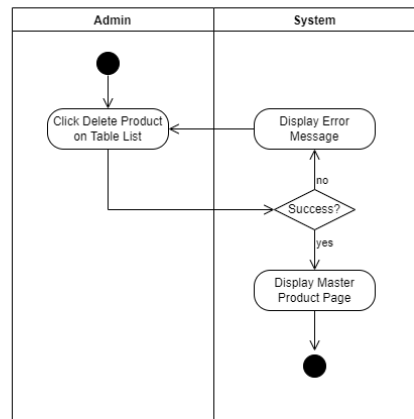 Admin
System
Click Delete Product
on Table List
Display Error
Message
no
Success?
yes
Display Master
Product Page